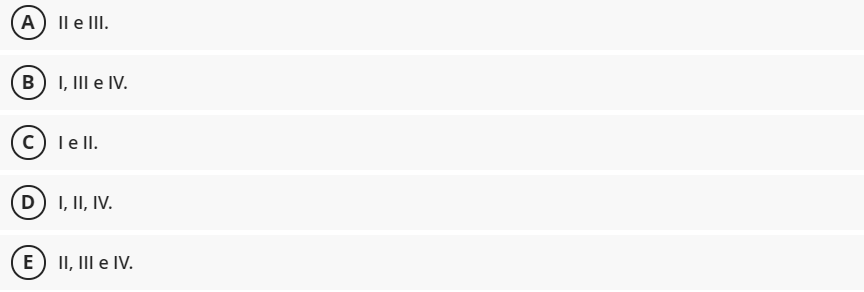 A II e III.
B I, III e IV.
C I e II.
D I, II, IV.
E II, III e IV.